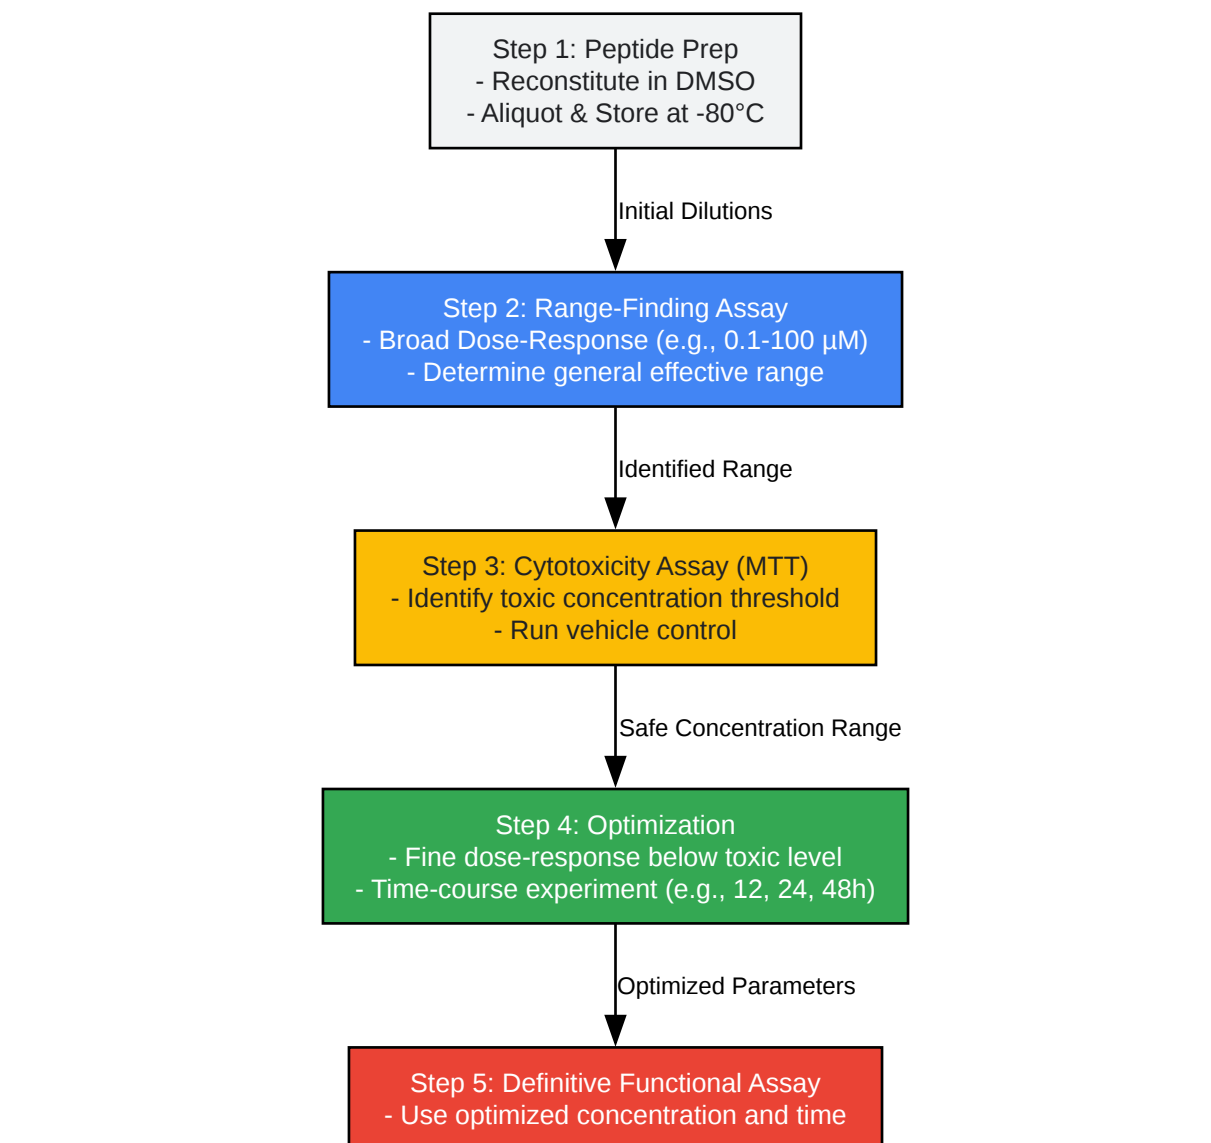 Step 1: Peptide Prep
- Reconstitute in DMSO
- Aliquot & Store at -80°C
Initial Dilutions
Step 2: Range-Finding Assay
- Broad Dose-Response (e.g., 0.1-100 µM)
- Determine general effective range
Identified Range
Step 3: Cytotoxicity Assay (MTT)
- Identify toxic concentration threshold
- Run vehicle control
Safe Concentration Range
Step 4: Optimization
- Fine dose-response below toxic level
- Time-course experiment (e.g., 12, 24, 48h)
Optimized Parameters
Step 5: Definitive Functional Assay
- Use optimized concentration and time